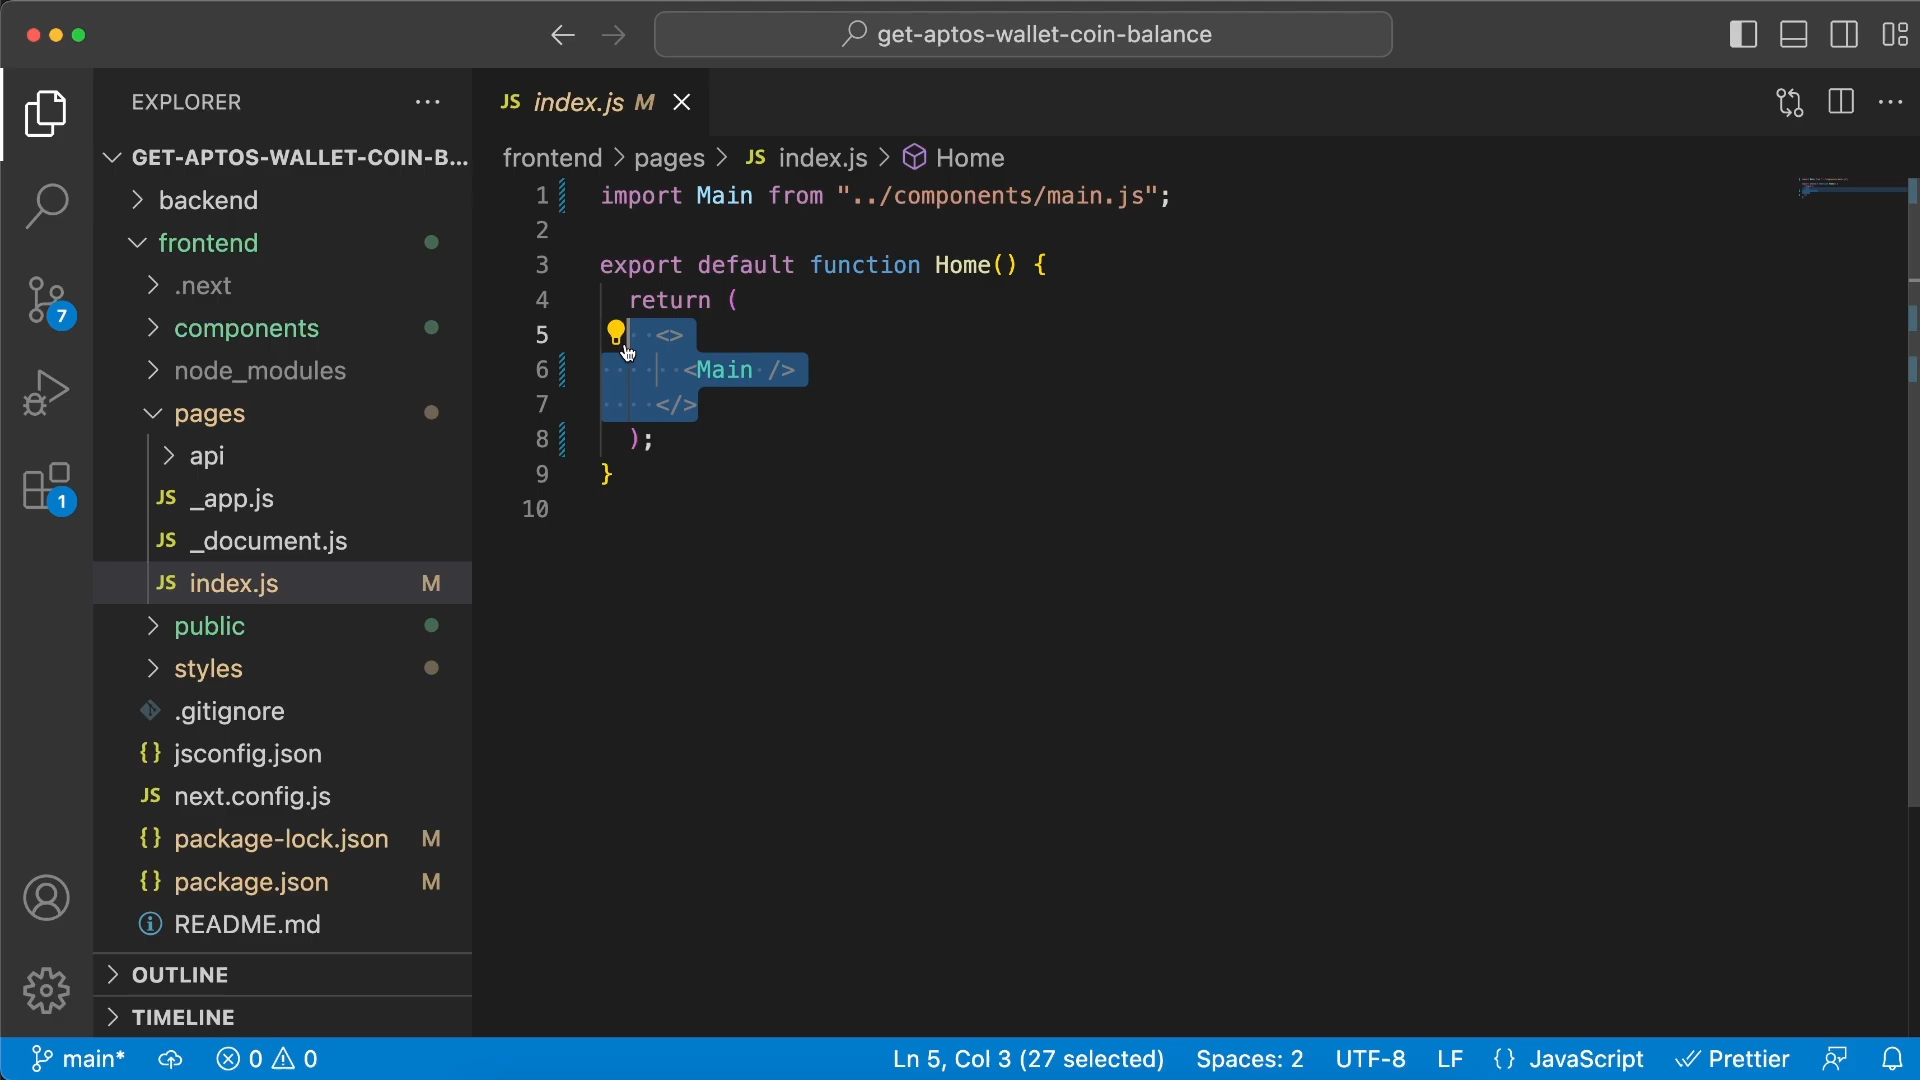 get-aptos-wallet-coin-balance
EXPLORER
JS index.js M
GET-APTOS-WALLET-COIN-B...
frontend > pages > JS index.js > Home
backend
frontend
.next
components
node_modules
pages
api
JS _app.js
JS _document.js
JS index.js M
public
styles
.gitignore
{} jsconfig.json
JS next.config.js
{} package-lock.json M
{} package.json M
README.md
OUTLINE
TIMELINE
7
1
1 import Main from "../components/main.js";
2
3 export default function Home() {
4 return (
5 <>
6 <Main />
7 </>
8 );
9 }
10
main* 0 0 Ln 5, Col 3 (27 selected) Spaces: 2 UTF-8 LF {} JavaScript Prettier